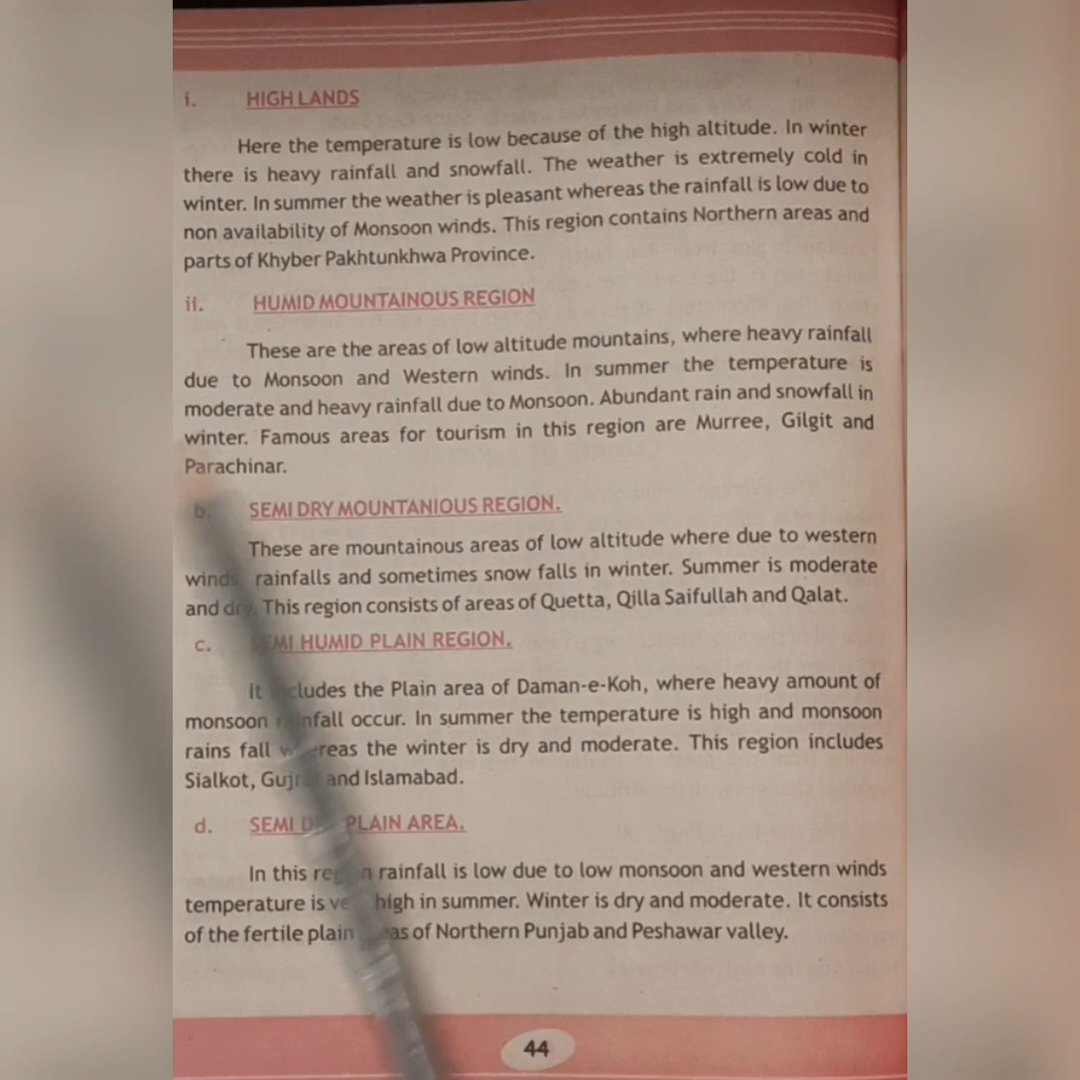 i. HIGH LANDS
Here the temperature is low because of the high altitude. In winter
there is heavy rainfall and snowfall. The weather is extremely cold in
winter. In summer the weather is pleasant whereas the rainfall is low due to
non availability of Monsoon winds. This region contains Northern areas and
parts of Khyber Pakhtunkhwa Province.
ii. HUMID MOUNTAINOUS REGION
These are the areas of low altitude mountains, where heavy rainfall
due to Monsoon and Western winds. In summer the temperature is
moderate and heavy rainfall due to Monsoon. Abundant rain and snowfall in
winter. Famous areas for tourism in this region are Murree, Gilgit and
Parachinar.
b. SEMI DRY MOUNTANIOUS REGION.
These are mountainous areas of low altitude where due to western
winds rainfalls and sometimes snow falls in winter. Summer is moderate
and dry. This region consists of areas of Quetta, Qilla Saifullah and Qalat.
c. SEMI HUMID PLAIN REGION.
It includes the Plain area of Daman-e-Koh, where heavy amount of
monsoon rainfall occur. In summer the temperature is high and monsoon
rains fall whereas the winter is dry and moderate. This region includes
Sialkot, and Islamabad.
d. SEMI PLAIN AREA.
In this region rainfall is low due to low monsoon and western winds
temperature is very high in summer. Winter is dry and moderate. It consists
of the fertile plain areas of Northern Punjab and Peshawar valley.
44